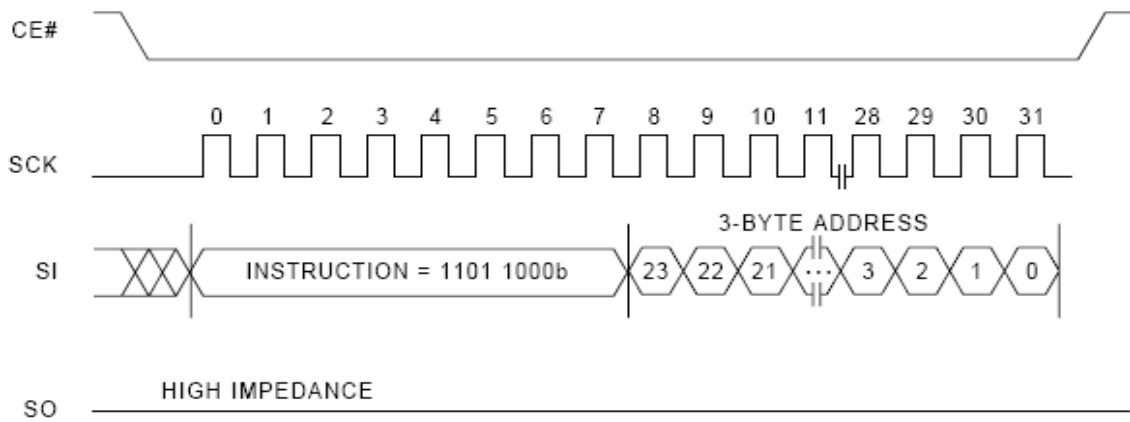 CE#
0 1 2 3 4 5 6 7 8 9 10 11 28 29 30 31
SCK
3-BYTE ADDRESS
SI INSTRUCTION = 1101 1000b 23 22 21 ... 3 2 1 0
HIGH IMPEDANCE
SO